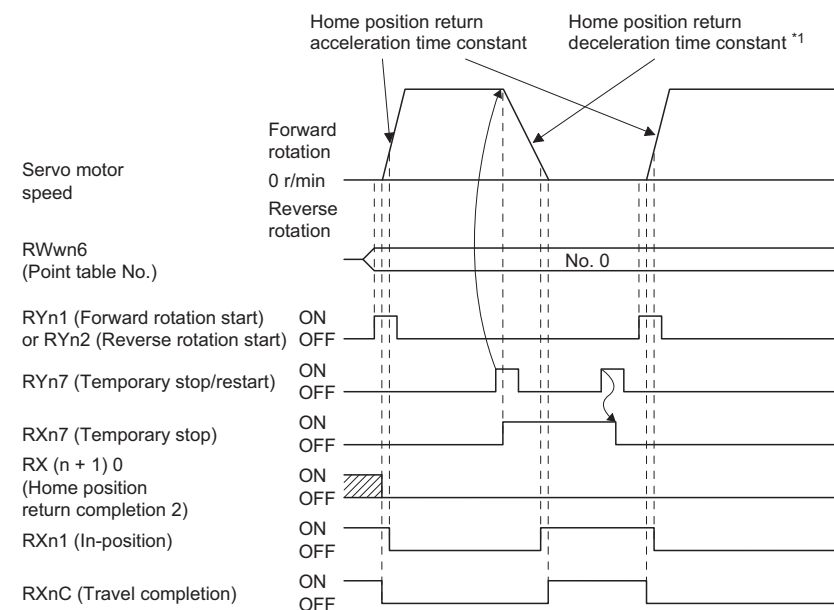 Home position return
acceleration time constant
Home position return
deceleration time constant *1
Forward
rotation
Servo motor
speed
0 r/min
Reverse
rotation
RWwn6
(Point table No.)
No. 0
RYn1 (Forward rotation start)
or RYn2 (Reverse rotation start)
ON
OFF
RYn7 (Temporary stop/restart)
ON
OFF
RXn7 (Temporary stop)
ON
OFF
RX (n + 1) 0
(Home position
return completion 2)
ON
OFF
RXn1 (In-position)
ON
OFF
RXnC (Travel completion)
ON
OFF